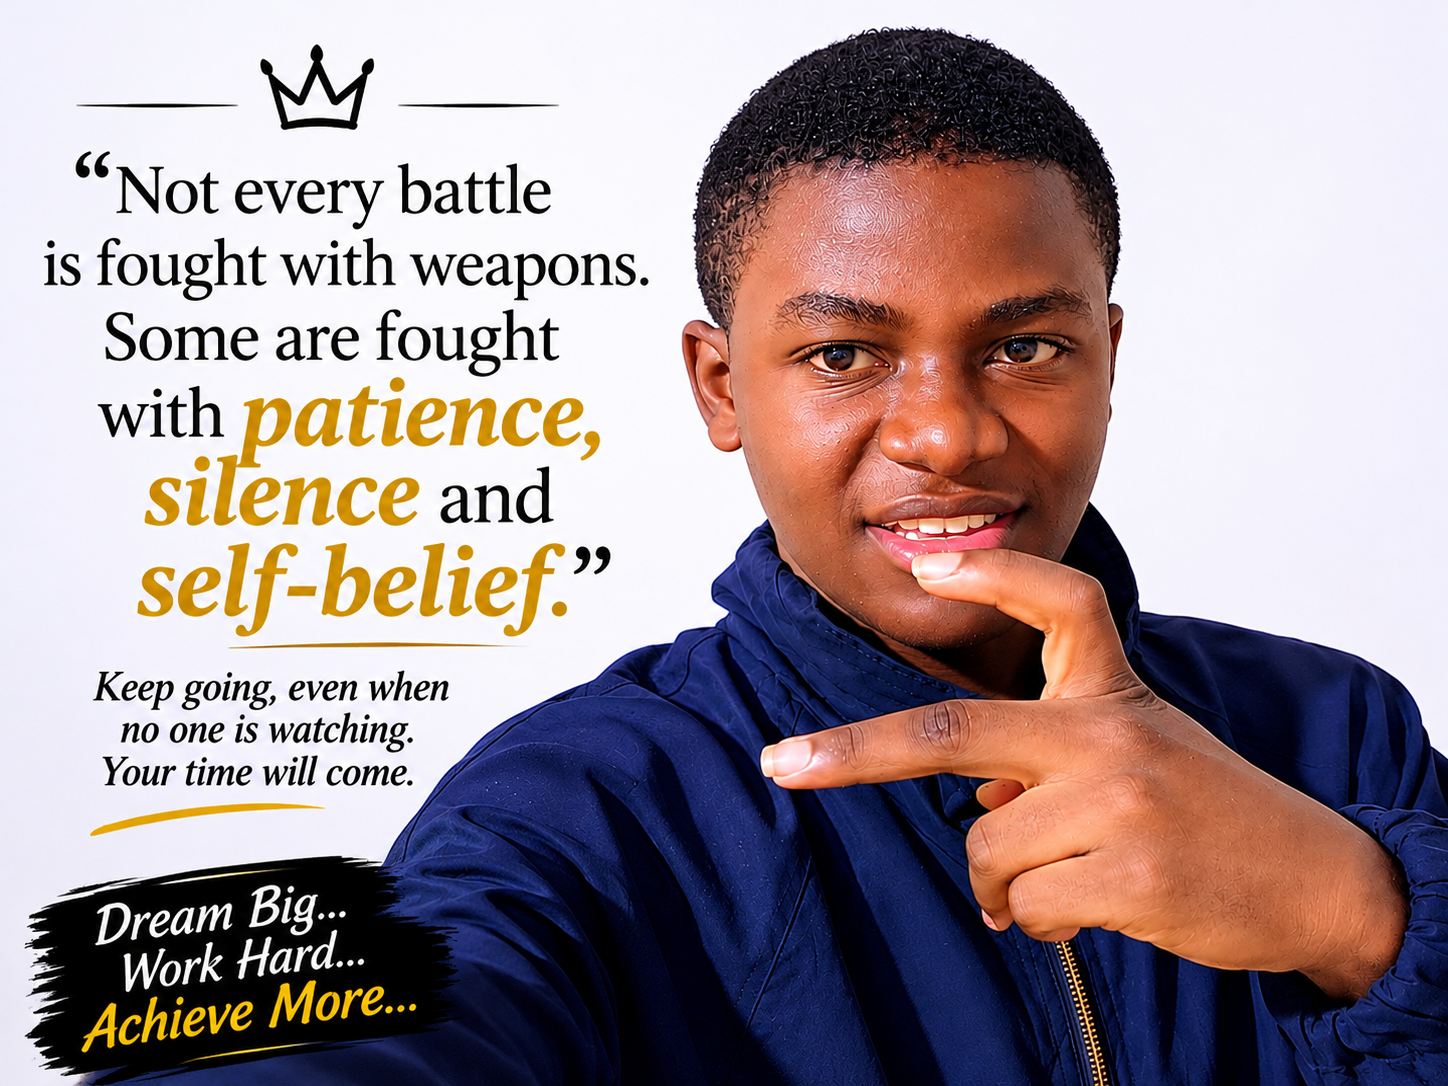 “Not every battle
is fought with weapons.
Some are fought
with patience,
silence and
self-belief.”
Keep going, even when
no one is watching.
Your time will come.
Dream Big...
Work Hard...
Achieve More...